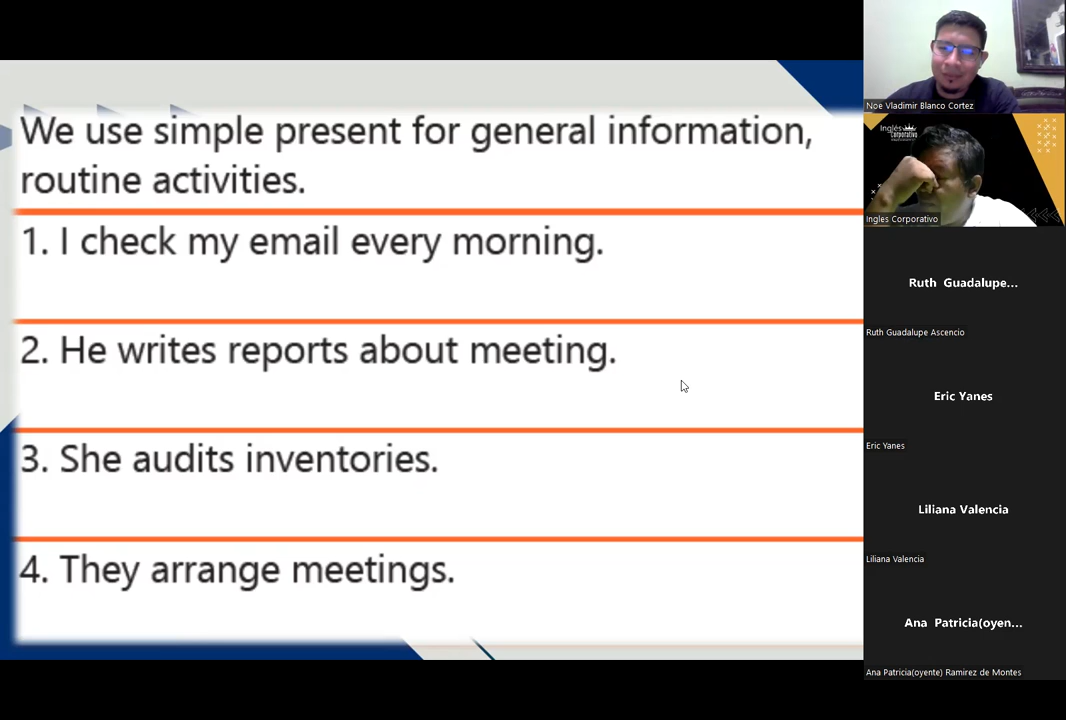 We use simple present for general information,
routine activities.
1. I check my email every morning.
2. He writes reports about meeting.
3. She audits inventories.
4. They arrange meetings.
Noe Vladimir Blanco Cortez
Inglés
Corporativo
Ingles Corporativo
Ruth Guadalupe...
Ruth Guadalupe Ascencio
Eric Yanes
Eric Yanes
Liliana Valencia
Liliana Valencia
Ana Patricia(oyen...
Ana Patricia(oyente) Ramirez de Montes